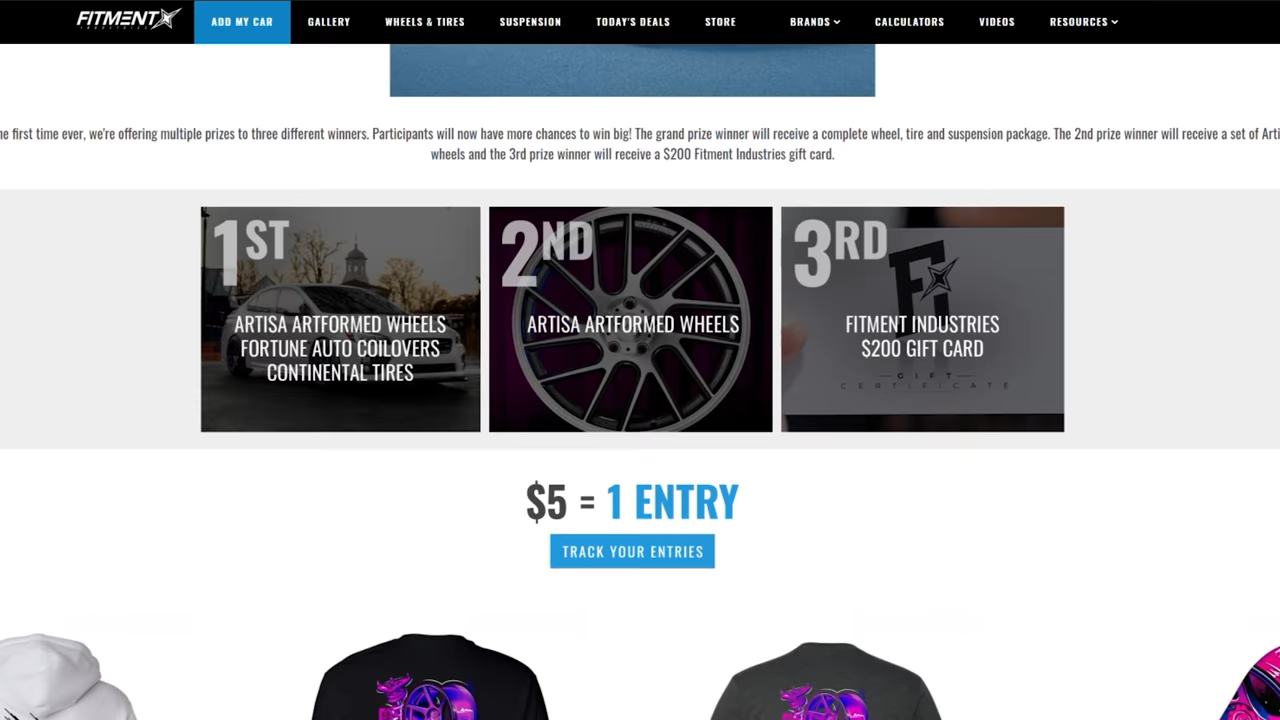 FITMENT
INDUSTRIES
ADD MY CAR
GALLERY
WHEELS & TIRES
SUSPENSION
TODAY'S DEALS
STORE
BRANDS
CALCULATORS
VIDEOS
RESOURCES
first time ever, we're offering multiple prizes to three different winners. Participants will now have more chances to win big! The grand prize winner will receive a complete wheel, tire and suspension package. The 2nd prize winner will receive a set of
wheels and the 3rd prize winner will receive a $200 Fitment Industries gift card.
1ST
ARTISA ARTFORMED WHEELS
FORTUNE AUTO COILOVERS
CONTINENTAL TIRES
2ND
ARTISA ARTFORMED WHEELS
3RD
Fi
FITMENT INDUSTRIES
$200 GIFT CARD
GIFT
CERTIFICATE
$5 = 1 ENTRY
TRACK YOUR ENTRIES